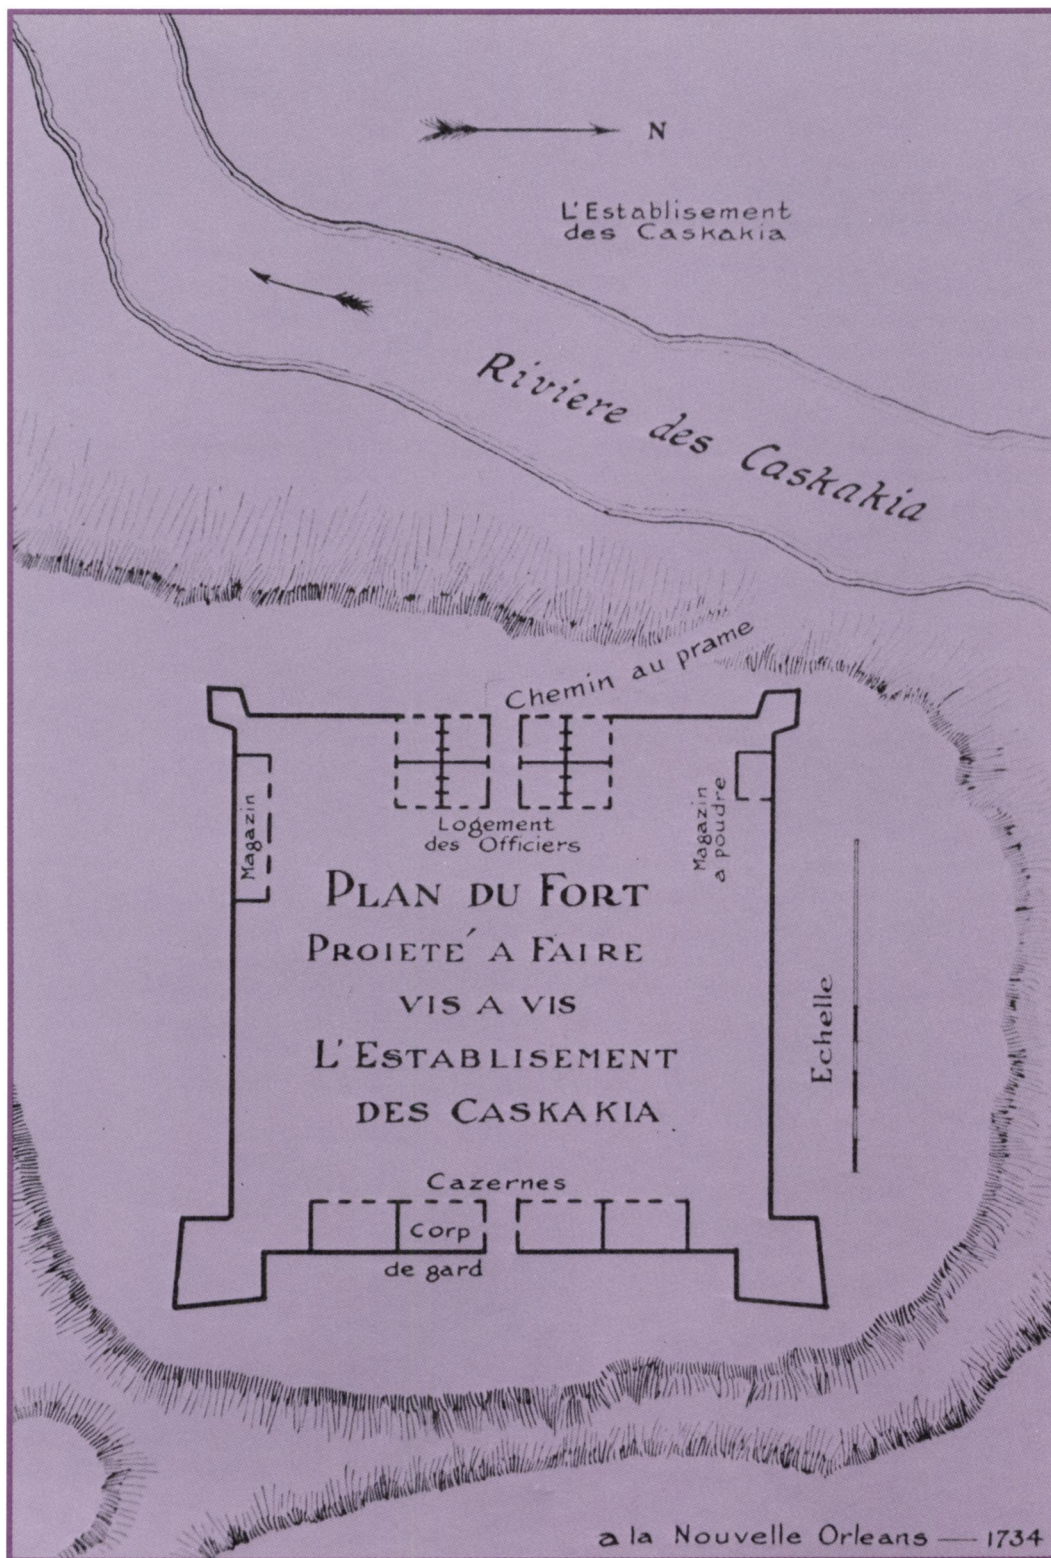 N
L'Establisement
des Caskakia
Riviere des Caskakia
Chemin au prame
Magazin
Logement
des Officiers
Magazin
a poudre
PLAN DU FORT
PROIETÉ A FAIRE
VIS A VIS
L'ESTABLISEMENT
DES CASKAKIA
Echelle
Cazernes
Corp
de gard
a la Nouvelle Orleans — 1734